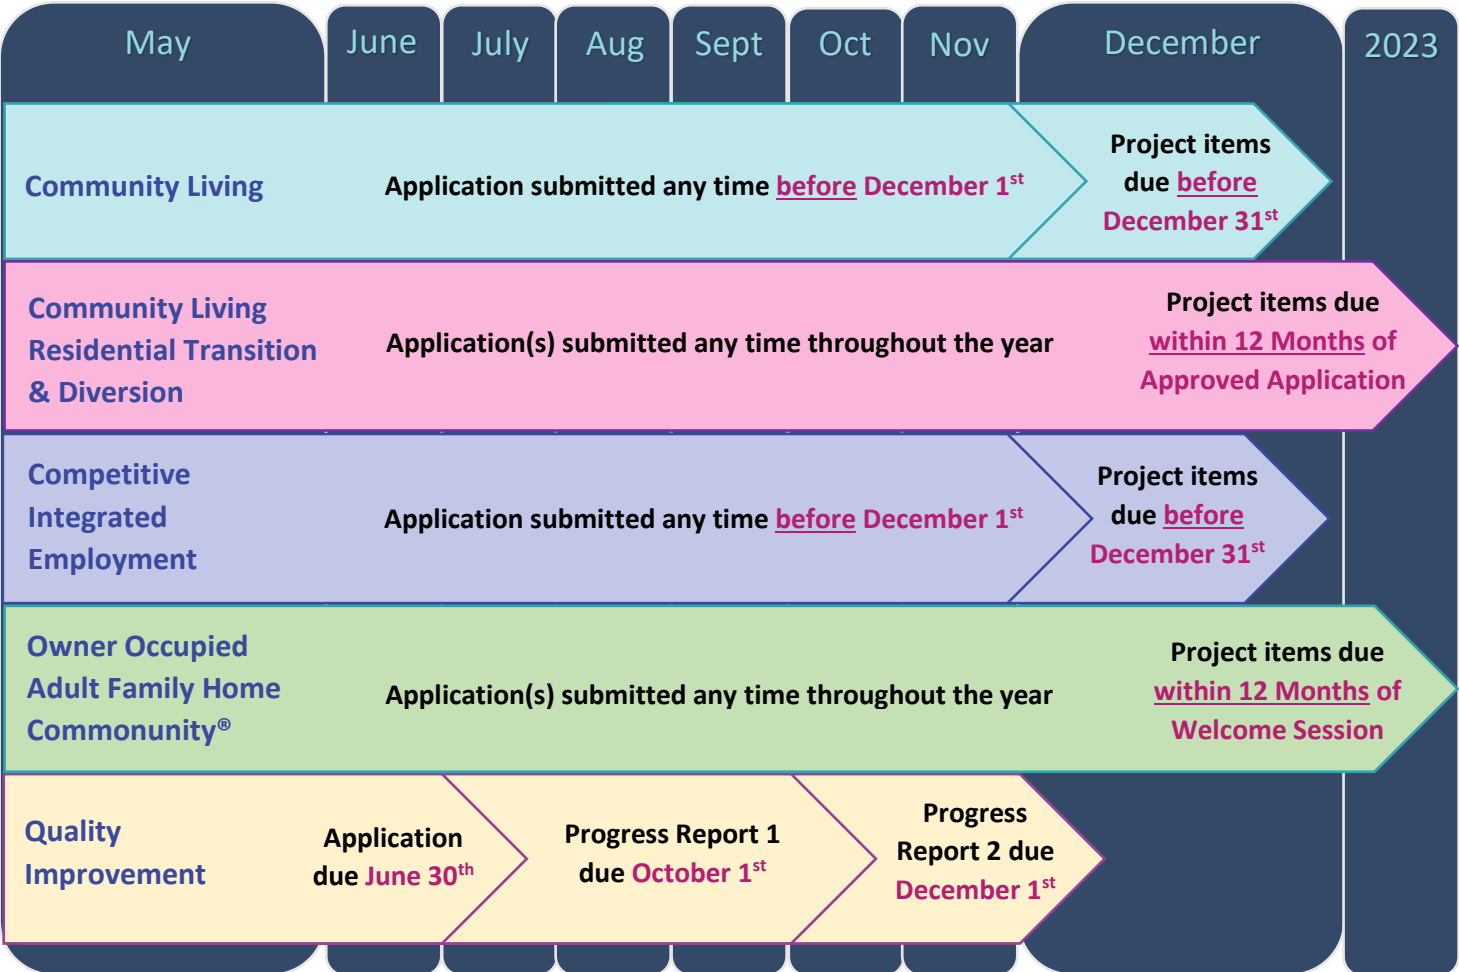 May June July Aug Sept Oct Nov December 2023
Community Living
Application submitted any time before December 1st
Project items
due before
December 31st
Community Living
Residential Transition
& Diversion
Application(s) submitted any time throughout the year
Project items due
within 12 Months of
Approved Application
Competitive
Integrated
Employment
Application submitted any time before December 1st
Project items
due before
December 31st
Owner Occupied
Adult Family Home
Commonunity®
Application(s) submitted any time throughout the year
Project items due
within 12 Months of
Welcome Session
Quality
Improvement
Application
due June 30th
Progress Report 1
due October 1st
Progress
Report 2 due
December 1st